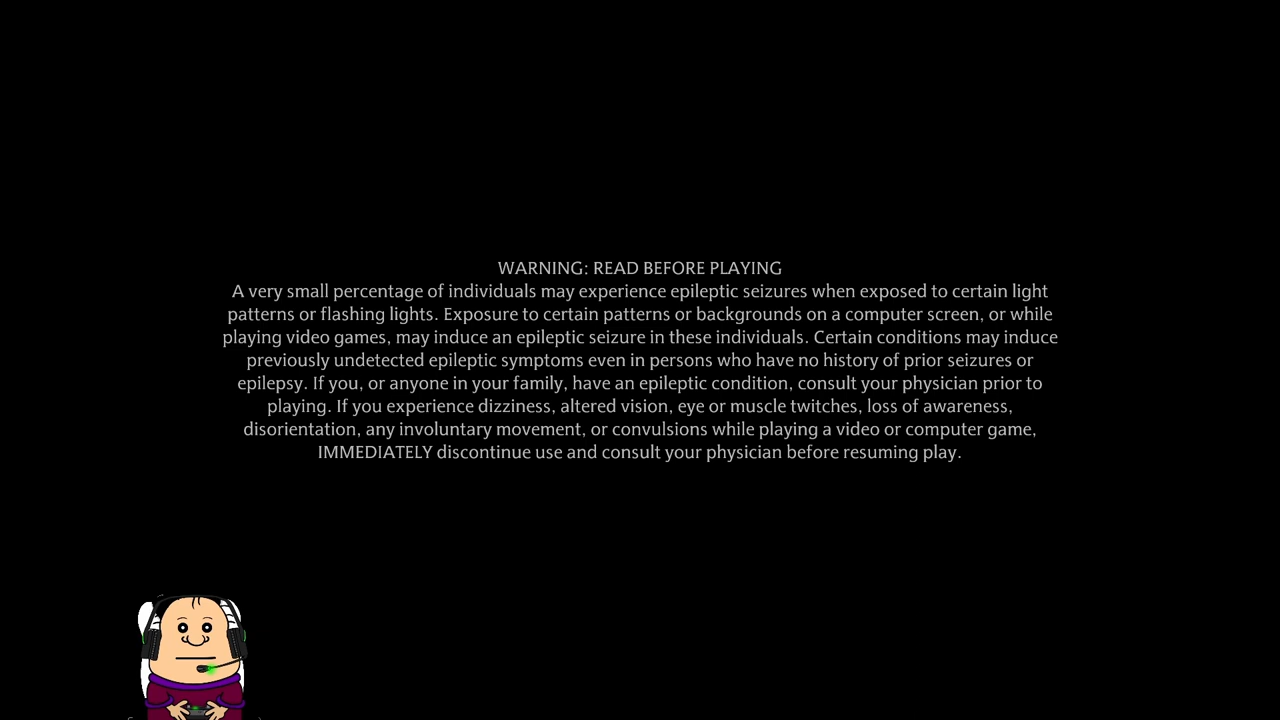 WARNING: READ BEFORE PLAYING
A very small percentage of individuals may experience epileptic seizures when exposed to certain light
patterns or flashing lights. Exposure to certain patterns or backgrounds on a computer screen, or while
playing video games, may induce an epileptic seizure in these individuals. Certain conditions may induce
previously undetected epileptic symptoms even in persons who have no history of prior seizures or
epilepsy. If you, or anyone in your family, have an epileptic condition, consult your physician prior to
playing. If you experience dizziness, altered vision, eye or muscle twitches, loss of awareness,
disorientation, any involuntary movement, or convulsions while playing a video or computer game,
IMMEDIATELY discontinue use and consult your physician before resuming play.